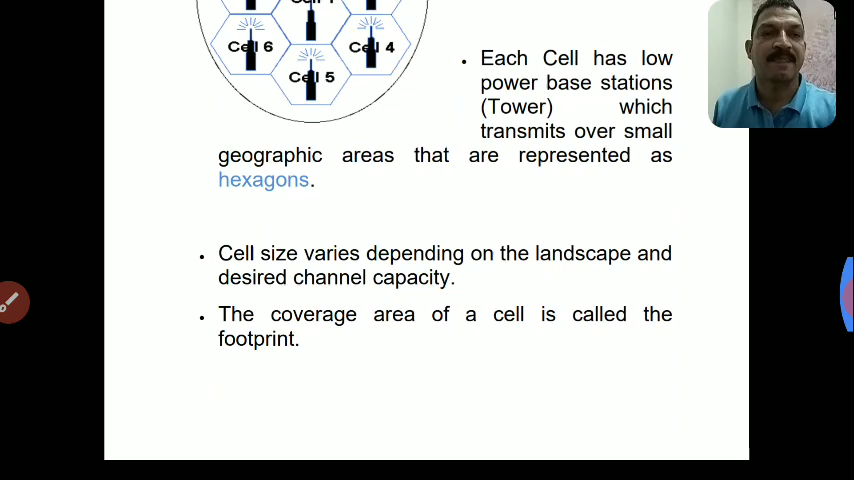 Cell 6
Cell 4
Cell 5
• Each Cell has low
power base stations
(Tower) which
transmits over small
geographic areas that are represented as
hexagons.
• Cell size varies depending on the landscape and
desired channel capacity.
• The coverage area of a cell is called the
footprint.